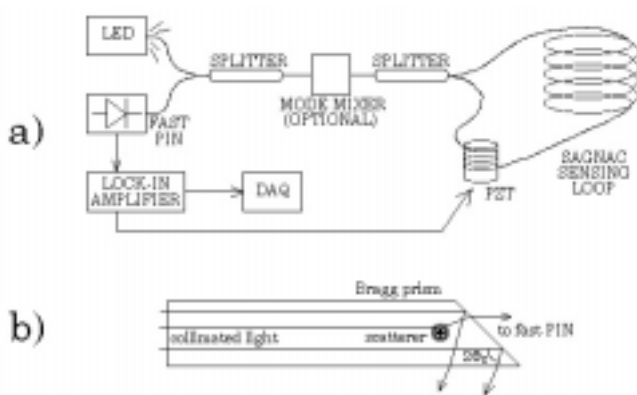 a)
LED
SPLITTER
SPLITTER
MODE MIXER
(OPTIONAL)
FAST
PIN
LOCK-IN
AMPLIFIER
DAQ
PZT
SAGNAC
SENSING
LOOP
b)
Bragg prism
collimated light
scatterer
to fast PIN